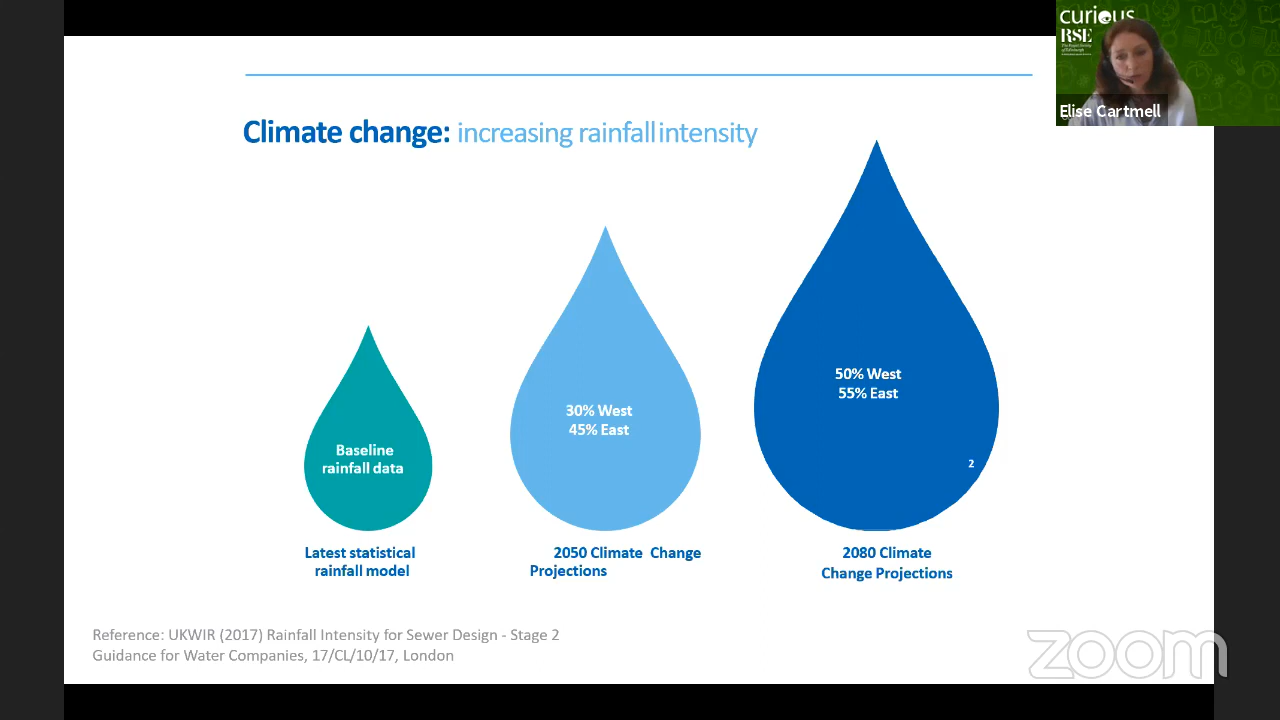 curious
RSE
Elise Cartmell
Climate change: increasing rainfall intensity
Baseline
rainfall data
30% West
45% East
50% West
55% East
2
Latest statistical
rainfall model
2050 Climate Change
Projections
2080 Climate
Change Projections
Reference: UKWIR (2017) Rainfall Intensity for Sewer Design - Stage 2
Guidance for Water Companies, 17/CL/10/17, London
zoom